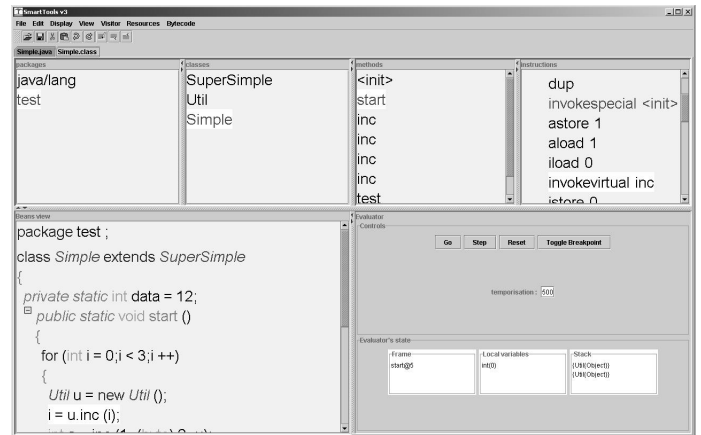 SmartTools v3
File Edit Display View Visitor Resources Bytecode
Simple.java Simple.class
packages
java/lang
test
classes
SuperSimple
Util
Simple
methods
<init>
start
inc
inc
inc
inc
test
instructions
dup
invokespecial <init>
astore 1
aload 1
iload 0
invokevirtual inc
istore 0
Beans view
package test ;
class Simple extends SuperSimple
{
private static int data = 12;
public static void start ()
{
for (int i = 0;i < 3;i ++)
{
Util u = new Util ();
i = u.inc (i);
Evaluator
Controls
Go Step Reset Toggle Breakpoint
temporisation : 500
Evaluator's state
Frame
start@5
Local variables
int(0)
Stack
(Util(Object))
(Util(Object))